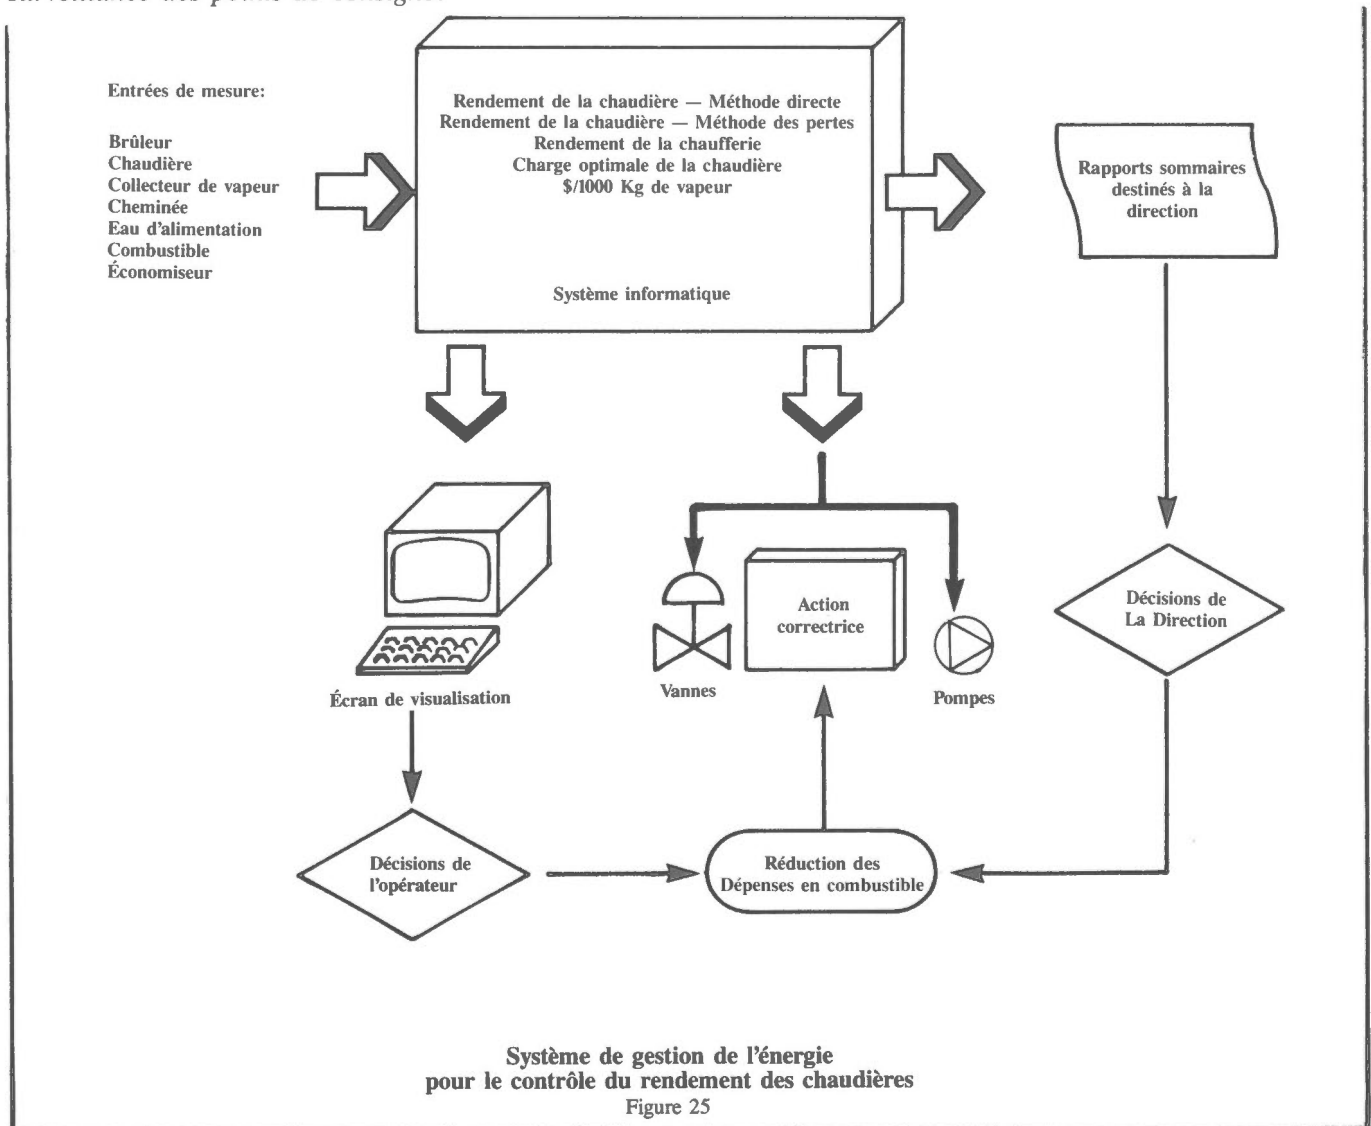 Entrées de mesure:
Brûleur
Chaudière
Collecteur de vapeur
Cheminée
Eau d'alimentation
Combustible
Économiseur
Rendement de la chaudière — Méthode directe
Rendement de la chaudière — Méthode des pertes
Rendement de la chaufferie
Charge optimale de la chaudière
$/1000 Kg de vapeur
Système informatique
Rapports sommaires
destinés à la
direction
Écran de visualisation
Vannes
Action
correctrice
Pompes
Décisions de
La Direction
Décisions de
l'opérateur
Réduction des
Dépenses en combustible
Système de gestion de l'énergie
pour le contrôle du rendement des chaudières
Figure 25